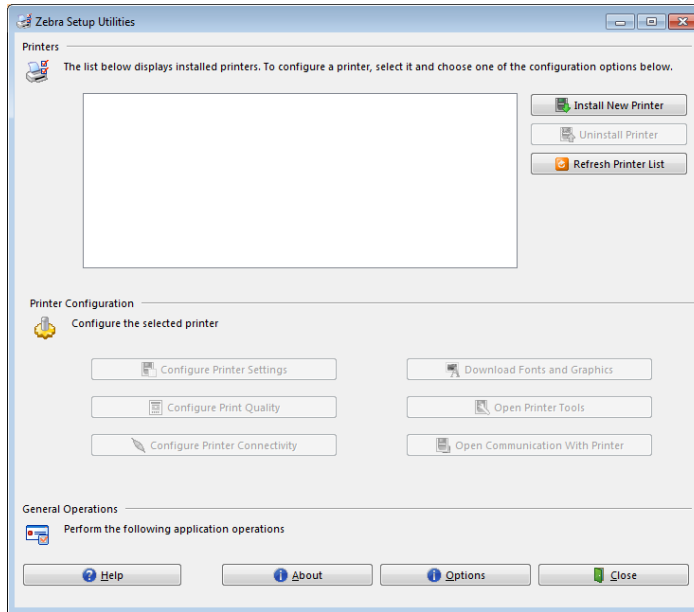 Zebra Setup Utilities
Printers
The list below displays installed printers. To configure a printer, select it and choose one of the configuration options below.
Install New Printer
Uninstall Printer
Refresh Printer List
Printer Configuration
Configure the selected printer
Configure Printer Settings
Download Fonts and Graphics
Configure Print Quality
Open Printer Tools
Configure Printer Connectivity
Open Communication With Printer
General Operations
Perform the following application operations
Help
About
Options
Close